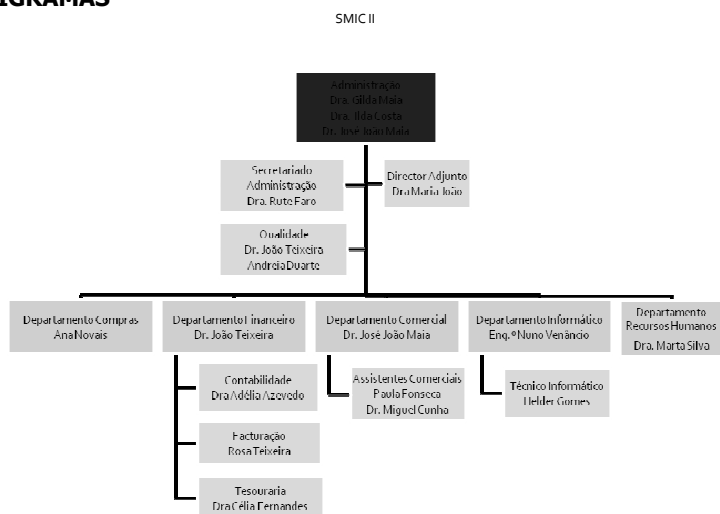 IGRAMAS
SMIC II
Administração
Dra. Gilda Maia
Dra. Ilda Costa
Dr. José João Maia
Secretariado
Administração
Dra. Rute Faro
Director Adjunto
Dra Maria João
Qualidade
Dr. João Teixeira
Andreia Duarte
Departamento Compras
Ana Novais
Departamento Financeiro
Dr. João Teixeira
Departamento Comercial
Dr. José João Maia
Departamento Informático
Eng.º Nuno Venâncio
Departamento
Recursos Humanos
Dra. Marta Silva
Contabilidade
Dra Adélia Azevedo
Assistentes Comerciais
Paula Fonseca
Dr. Miguel Cunha
Técnico Informático
Helder Gomes
Facturação
Rosa Teixeira
Tesouraria
Dra Célia Fernandes